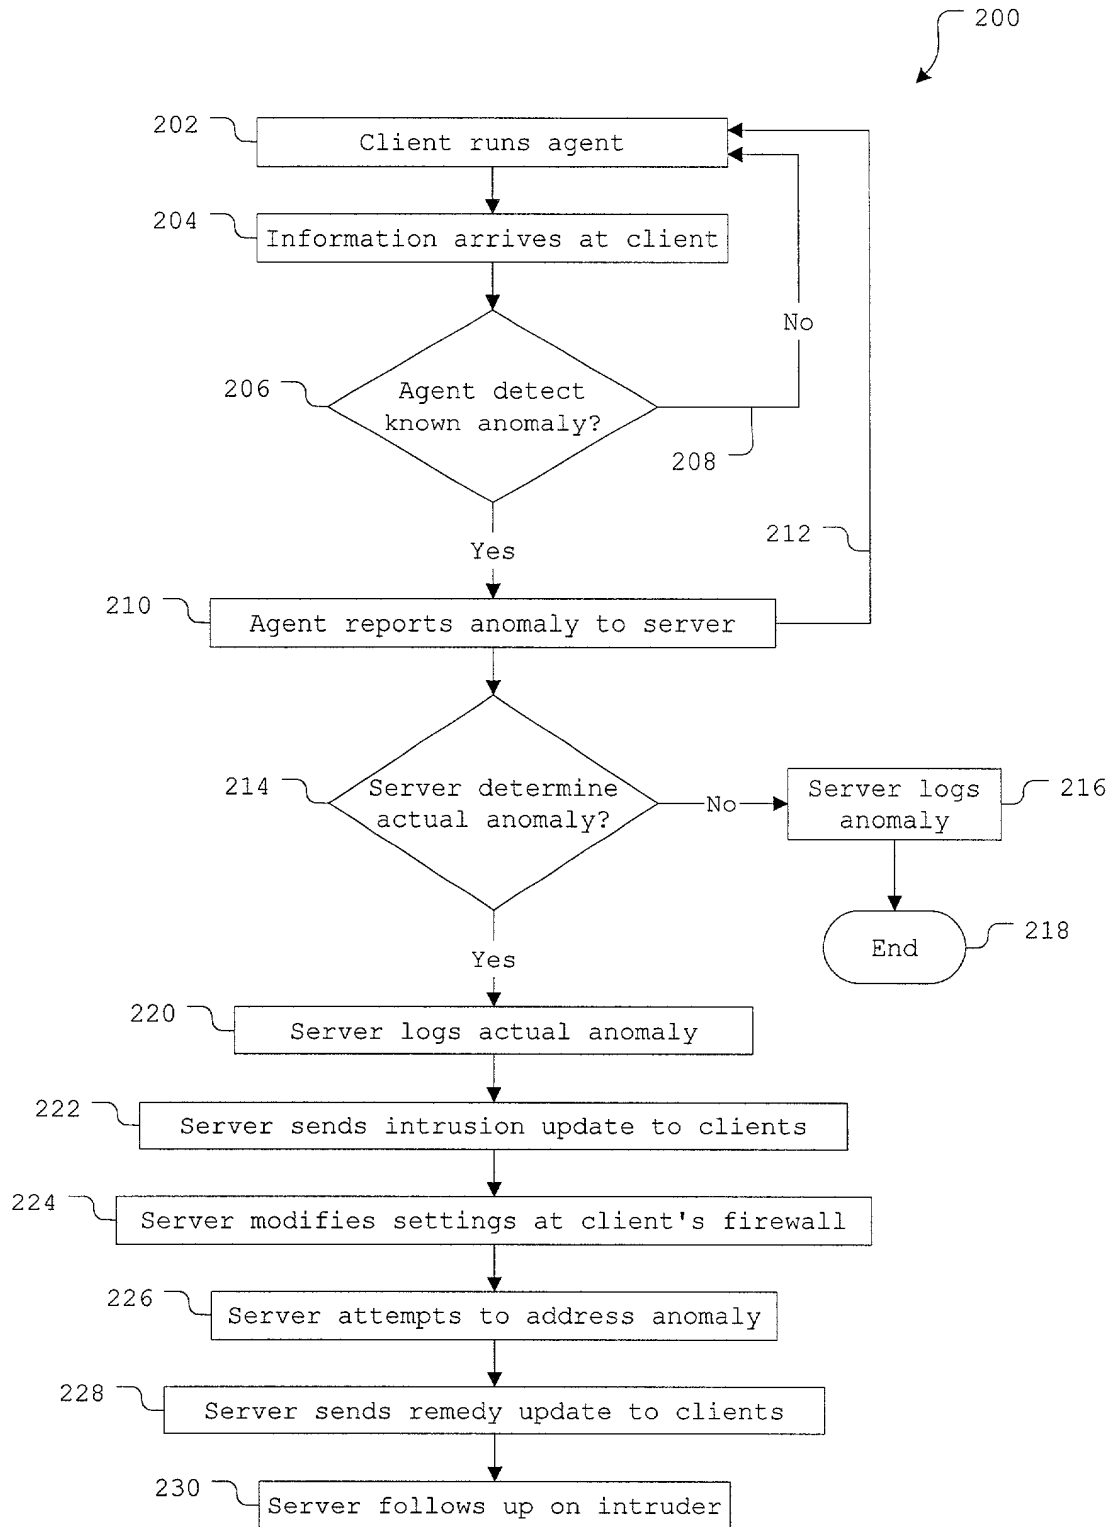 200
202
Client runs agent
204
Information arrives at client
No
206
Agent detect
known anomaly?
208
212
Yes
210
Agent reports anomaly to server
214
Server determine
actual anomaly?
No
Server logs
anomaly
216
End
218
Yes
220
Server logs actual anomaly
222
Server sends intrusion update to clients
224
Server modifies settings at client's firewall
226
Server attempts to address anomaly
228
Server sends remedy update to clients
230
Server follows up on intruder